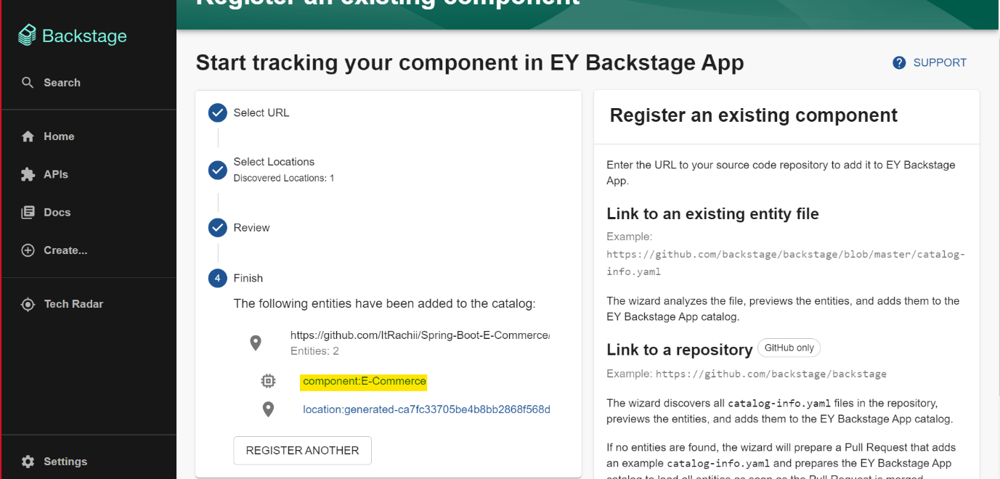 Register an existing component
Backstage
Search
Home
APIs
Docs
Create...
Tech Radar
Settings
Start tracking your component in EY Backstage App
SUPPORT
Select URL
Select Locations
Discovered Locations: 1
Review
4 Finish
The following entities have been added to the catalog:
https://github.com/ItRachii/Spring-Boot-E-Commerce/
Entities: 2
component:E-Commerce
location:generated-ca7fc33705be4b8bb2868f568d
REGISTER ANOTHER
Register an existing component
Enter the URL to your source code repository to add it to EY Backstage
App.
Link to an existing entity file
Example:
https://github.com/backstage/backstage/blob/master/catalog-
info.yaml
The wizard analyzes the file, previews the entities, and adds them to the
EY Backstage App catalog.
Link to a repository GitHub only
Example: https://github.com/backstage/backstage
The wizard discovers all catalog-info.yaml files in the repository,
previews the entities, and adds them to the EY Backstage App catalog.
If no entities are found, the wizard will prepare a Pull Request that adds
an example catalog-info.yaml and prepares the EY Backstage App
catalog to load all entities as soon as the Pull Request is merged.